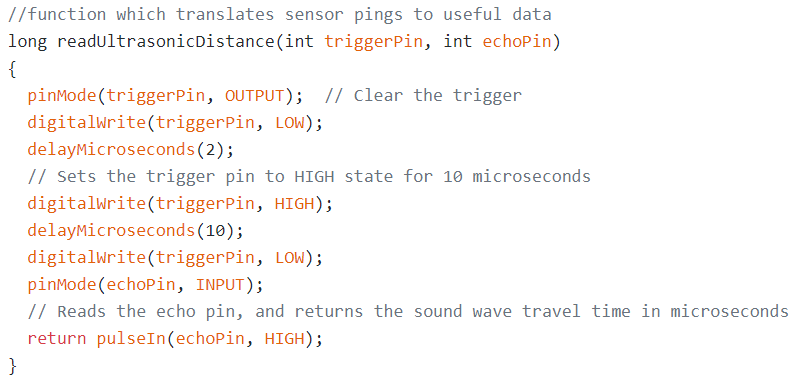 //function which translates sensor pings to useful data
long readUltrasonicDistance(int triggerPin, int echoPin)
{
  pinMode(triggerPin, OUTPUT);  // Clear the trigger
  digitalWrite(triggerPin, LOW);
  delayMicroseconds(2);
  // Sets the trigger pin to HIGH state for 10 microseconds
  digitalWrite(triggerPin, HIGH);
  delayMicroseconds(10);
  digitalWrite(triggerPin, LOW);
  pinMode(echoPin, INPUT);
  // Reads the echo pin, and returns the sound wave travel time in microseconds
  return pulseIn(echoPin, HIGH);
}